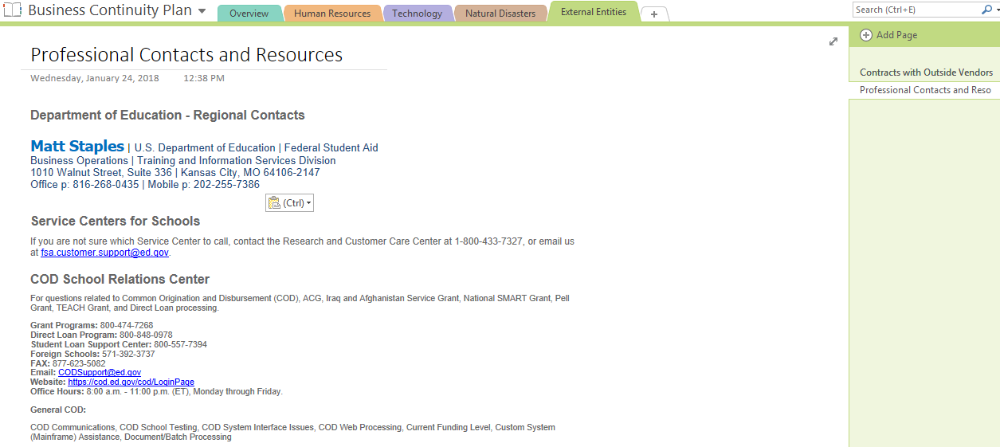 Business Continuity Plan
Overview
Human Resources
Technology
Natural Disasters
External Entities
Search (Ctrl+E)
Add Page
Contracts with Outside Vendors
Professional Contacts and Reso
Professional Contacts and Resources
Wednesday, January 24, 2018 12:38 PM
Department of Education - Regional Contacts
Matt Staples | U.S. Department of Education | Federal Student Aid
Business Operations | Training and Information Services Division
1010 Walnut Street, Suite 336 | Kansas City, MO 64106-2147
Office p: 816-268-0435 | Mobile p: 202-255-7386
(Ctrl)
Service Centers for Schools
If you are not sure which Service Center to call, contact the Research and Customer Care Center at 1-800-433-7327, or email us
at fsa.customer.support@ed.gov.
COD School Relations Center
For questions related to Common Origination and Disbursement (COD), ACG, Iraq and Afghanistan Service Grant, National SMART Grant, Pell
Grant, TEACH Grant, and Direct Loan processing.
Grant Programs: 800-474-7268
Direct Loan Program: 800-848-0978
Student Loan Support Center: 800-557-7394
Foreign Schools: 571-392-3737
FAX: 877-623-5082
Email: CODSupport@ed.gov
Website: https://cod.ed.gov/cod/LoginPage
Office Hours: 8:00 a.m. - 11:00 p.m. (ET), Monday through Friday.
General COD:
COD Communications, COD School Testing, COD System Interface Issues, COD Web Processing, Current Funding Level, Custom System
(Mainframe) Assistance, Document/Batch Processing